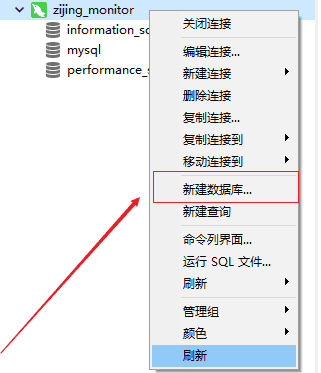 zijing_monitor
information_sc
mysql
performance_s
关闭连接
编辑连接...
新建连接
删除连接
复制连接...
复制连接到
移动连接到
新建数据库...
新建查询
命令列界面...
运行 SQL 文件...
刷新
管理组
颜色
刷新